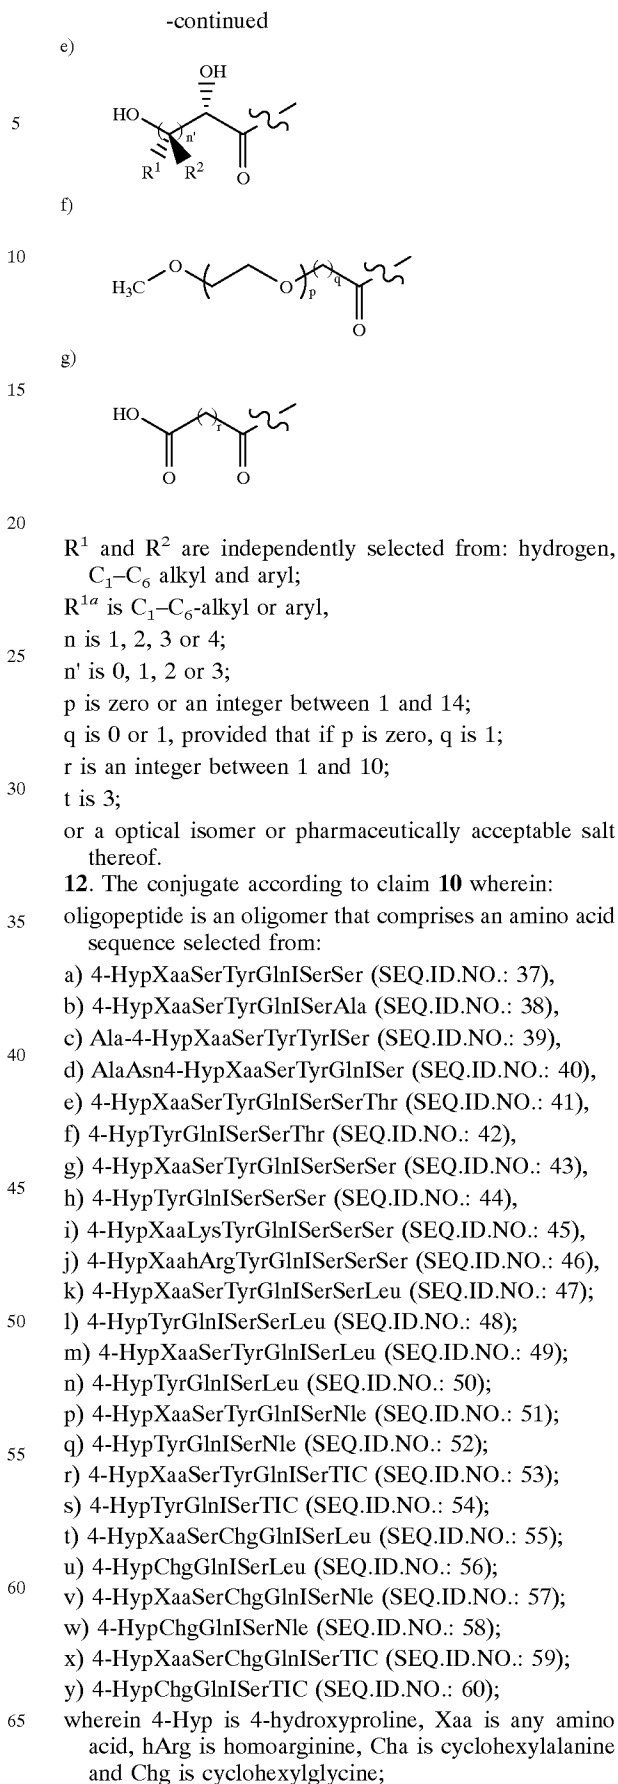 -continued
e)
OH
5
HO
( ) n'
R¹ R²
O
f)
10
H₃C O ( O )p ( )q
O
g)
15
HO ( )r
O O
20
R¹ and R² are independently selected from: hydrogen,
C₁–C₆ alkyl and aryl;
R¹ᵃ is C₁–C₆-alkyl or aryl,
n is 1, 2, 3 or 4;
25
n' is 0, 1, 2 or 3;
p is zero or an integer between 1 and 14;
q is 0 or 1, provided that if p is zero, q is 1;
r is an integer between 1 and 10;
30
t is 3;
or a optical isomer or pharmaceutically acceptable salt
thereof.
12. The conjugate according to claim 10 wherein:
35
oligopeptide is an oligomer that comprises an amino acid
sequence selected from:
a) 4-HypXaaSerTyrGlnISerSer (SEQ.ID.NO.: 37),
b) 4-HypXaaSerTyrGlnISerAla (SEQ.ID.NO.: 38),
c) Ala-4-HypXaaSerTyrTyrISer (SEQ.ID.NO.: 39),
40
d) AlaAsn4-HypXaaSerTyrGlnISer (SEQ.ID.NO.: 40),
e) 4-HypXaaSerTyrGlnISerSerThr (SEQ.ID.NO.: 41),
f) 4-HypTyrGlnISerSerThr (SEQ.ID.NO.: 42),
g) 4-HypXaaSerTyrGlnISerSerSer (SEQ.ID.NO.: 43),
45
h) 4-HypTyrGlnISerSerSer (SEQ.ID.NO.: 44),
i) 4-HypXaaLysTyrGlnISerSerSer (SEQ.ID.NO.: 45),
j) 4-HypXaahArgTyrGlnISerSerSer (SEQ.ID.NO.: 46),
k) 4-HypXaaSerTyrGlnISerSerLeu (SEQ.ID.NO.: 47);
50
l) 4-HypTyrGlnISerSerLeu (SEQ.ID.NO.: 48);
m) 4-HypXaaSerTyrGlnISerLeu (SEQ.ID.NO.: 49);
n) 4-HypTyrGlnISerLeu (SEQ.ID.NO.: 50);
p) 4-HypXaaSerTyrGlnISerNle (SEQ.ID.NO.: 51);
q) 4-HypTyrGlnISerNle (SEQ.ID.NO.: 52);
55
r) 4-HypXaaSerTyrGlnISerTIC (SEQ.ID.NO.: 53);
s) 4-HypTyrGlnISerTIC (SEQ.ID.NO.: 54);
t) 4-HypXaaSerChgGlnISerLeu (SEQ.ID.NO.: 55);
u) 4-HypChgGlnISerLeu (SEQ.ID.NO.: 56);
60
v) 4-HypXaaSerChgGlnISerNle (SEQ.ID.NO.: 57);
w) 4-HypChgGlnISerNle (SEQ.ID.NO.: 58);
x) 4-HypXaaSerChgGlnISerTIC (SEQ.ID.NO.: 59);
y) 4-HypChgGlnISerTIC (SEQ.ID.NO.: 60);
65
wherein 4-Hyp is 4-hydroxyproline, Xaa is any amino
acid, hArg is homoarginine, Cha is cyclohexylalanine
and Chg is cyclohexylglycine;